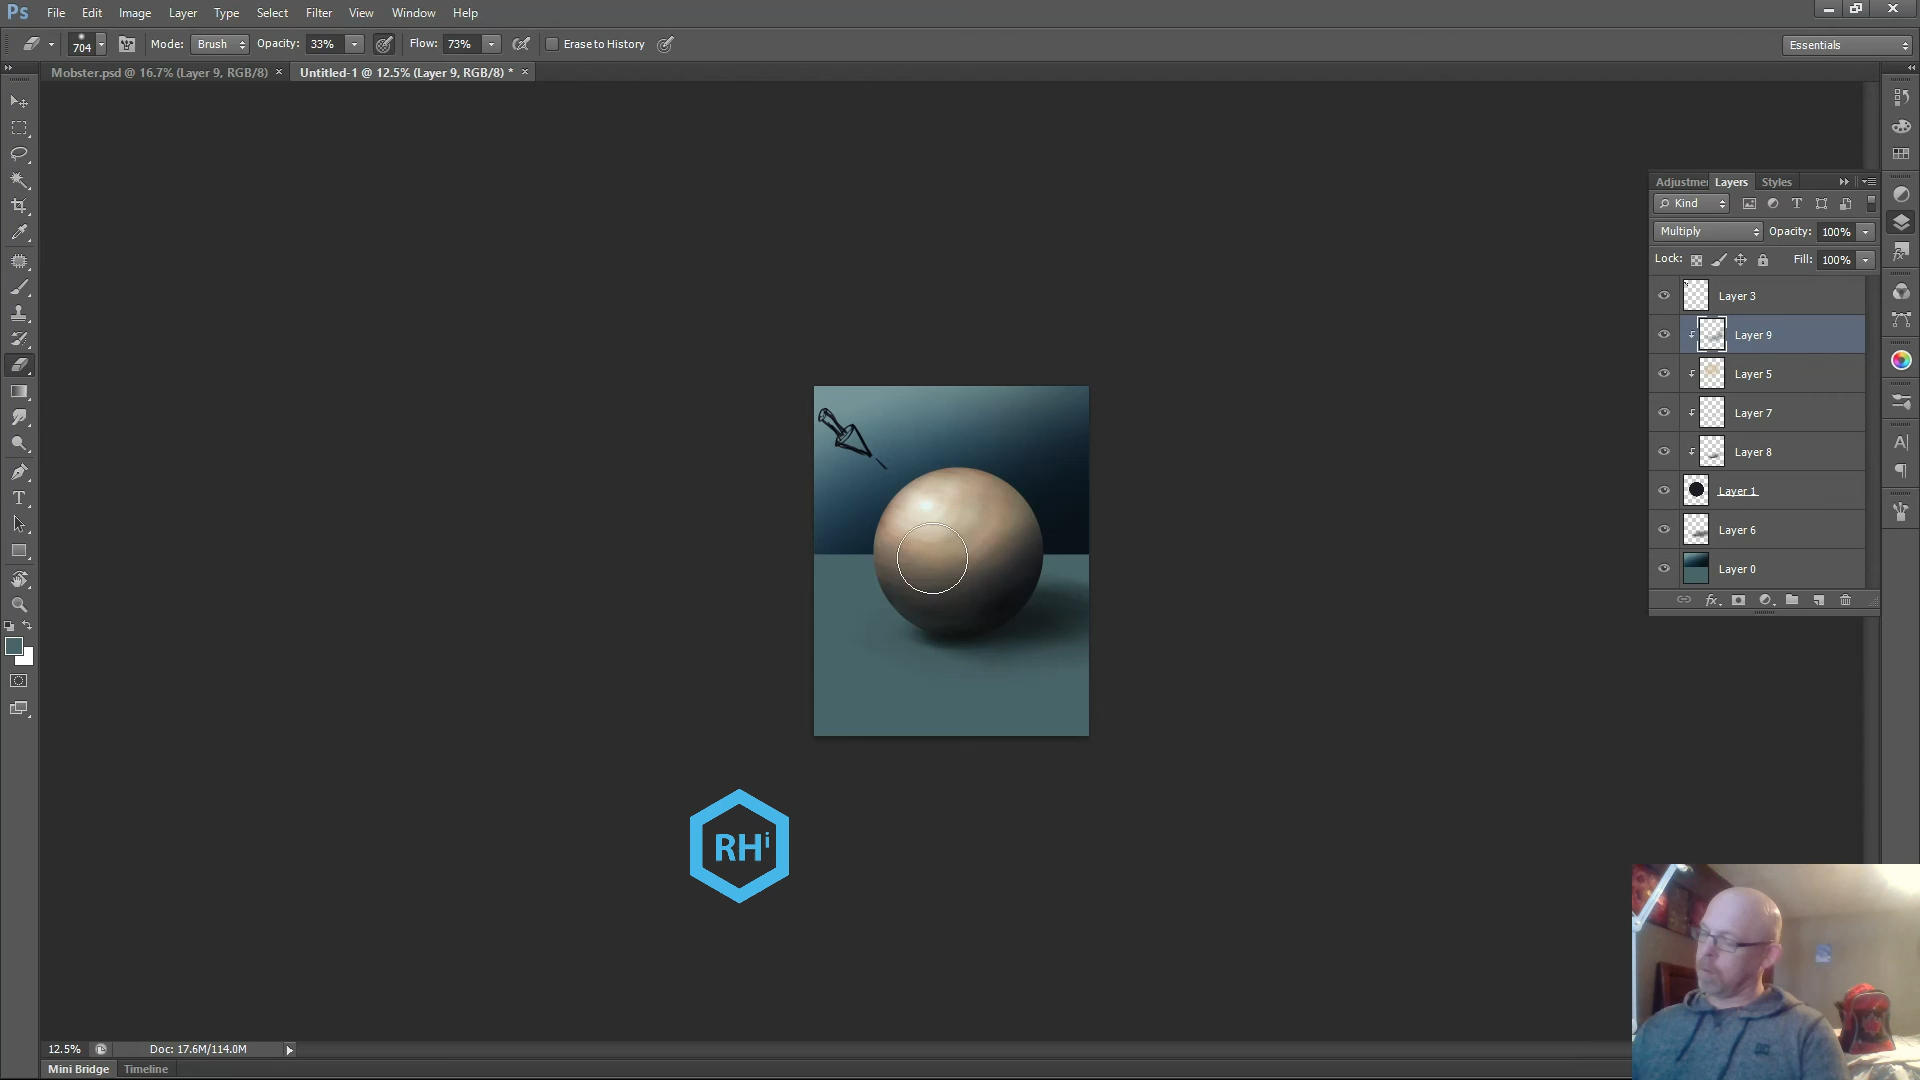 Ps File Edit Image Layer Type Select Filter View Window Help
704 Mode: Brush Opacity: 33% Flow: 73% Erase to History Essentials
Mobster.psd @ 16.7% (Layer 9, RGB/8) × Untitled-1 @ 12.5% (Layer 9, RGB/8) * ×
Adjustmer Layers Styles
Kind
Multiply Opacity: 100%
Lock: Fill: 100%
Layer 3
Layer 9
Layer 5
Layer 7
Layer 8
Layer 1
Layer 6
Layer 0
RHi
12.5% Doc: 17.6M/114.0M
Mini Bridge Timeline